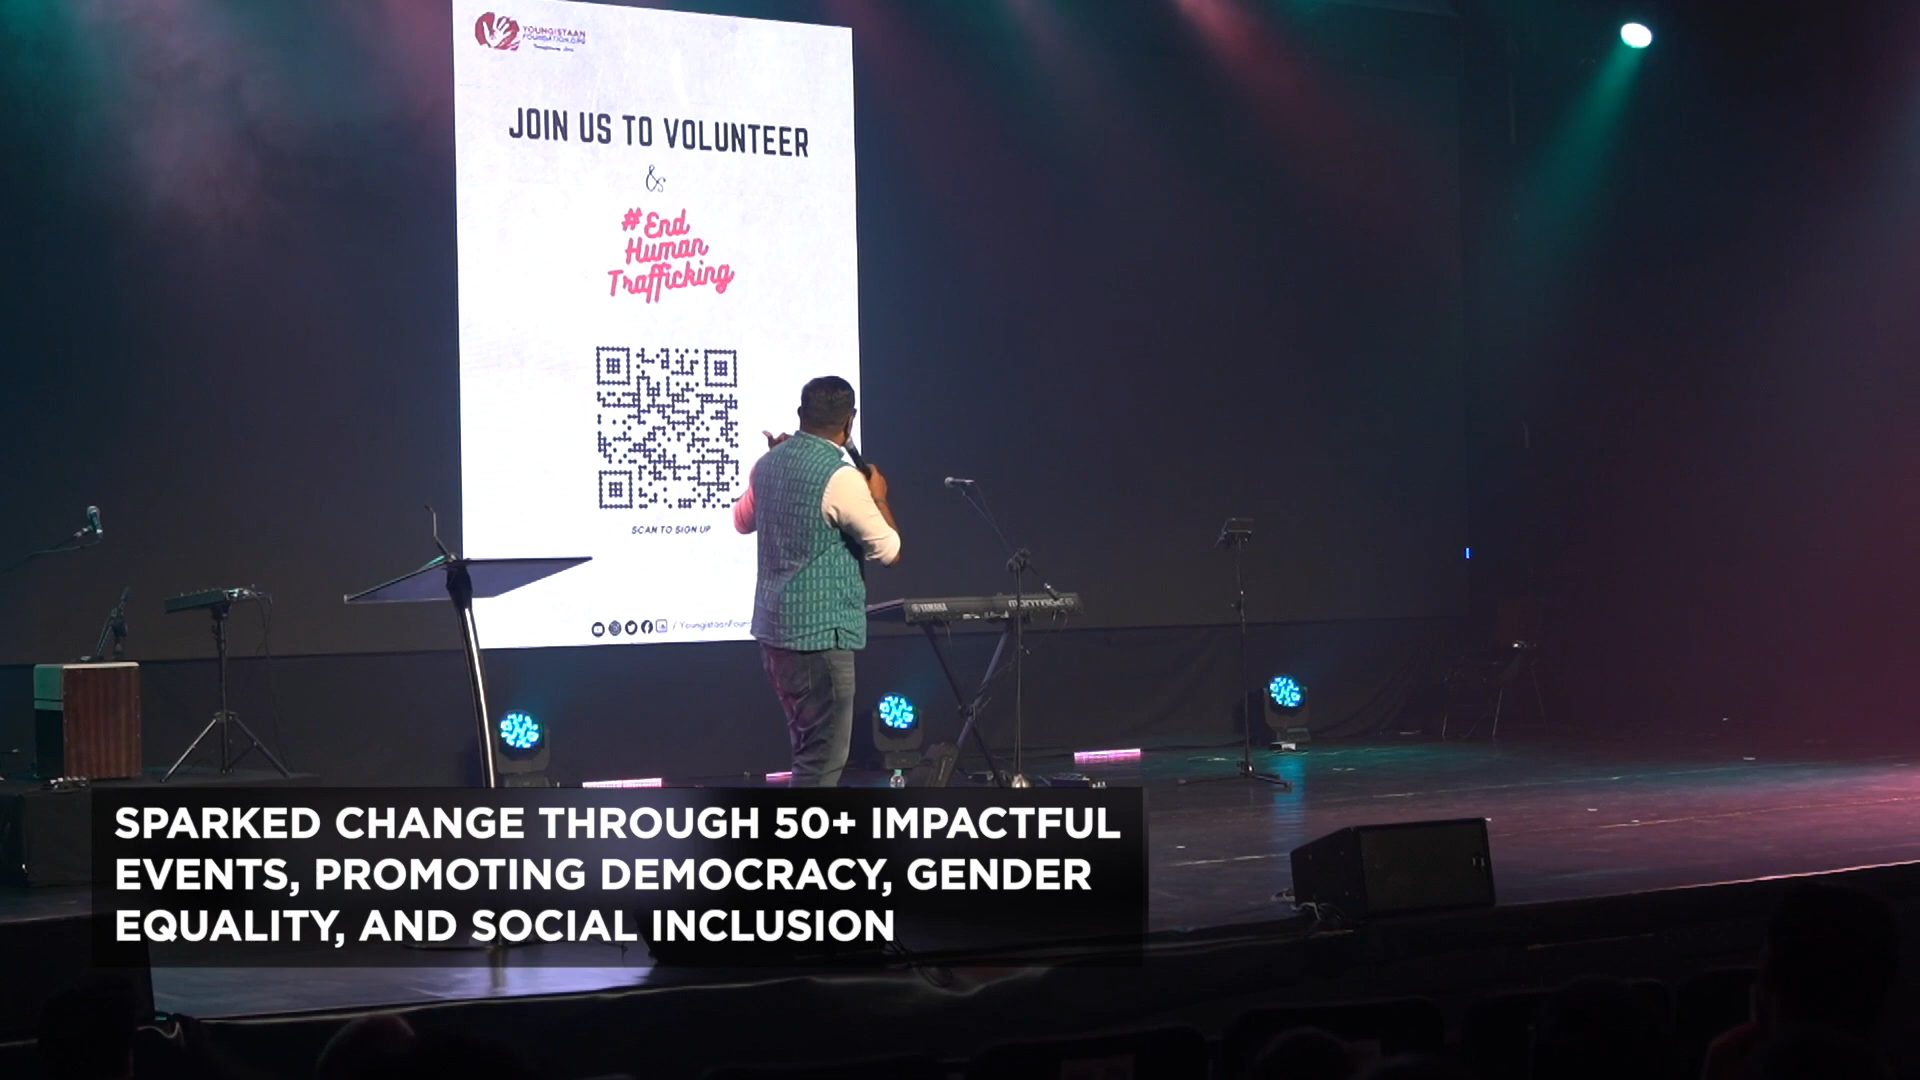 YOUNGISTAAN
FOUNDATION.ORG
JOIN US TO VOLUNTEER
&
#End
Human
Trafficking
SCAN TO SIGN UP
YAMAHA
SPARKED CHANGE THROUGH 50+ IMPACTFUL
EVENTS, PROMOTING DEMOCRACY, GENDER
EQUALITY, AND SOCIAL INCLUSION